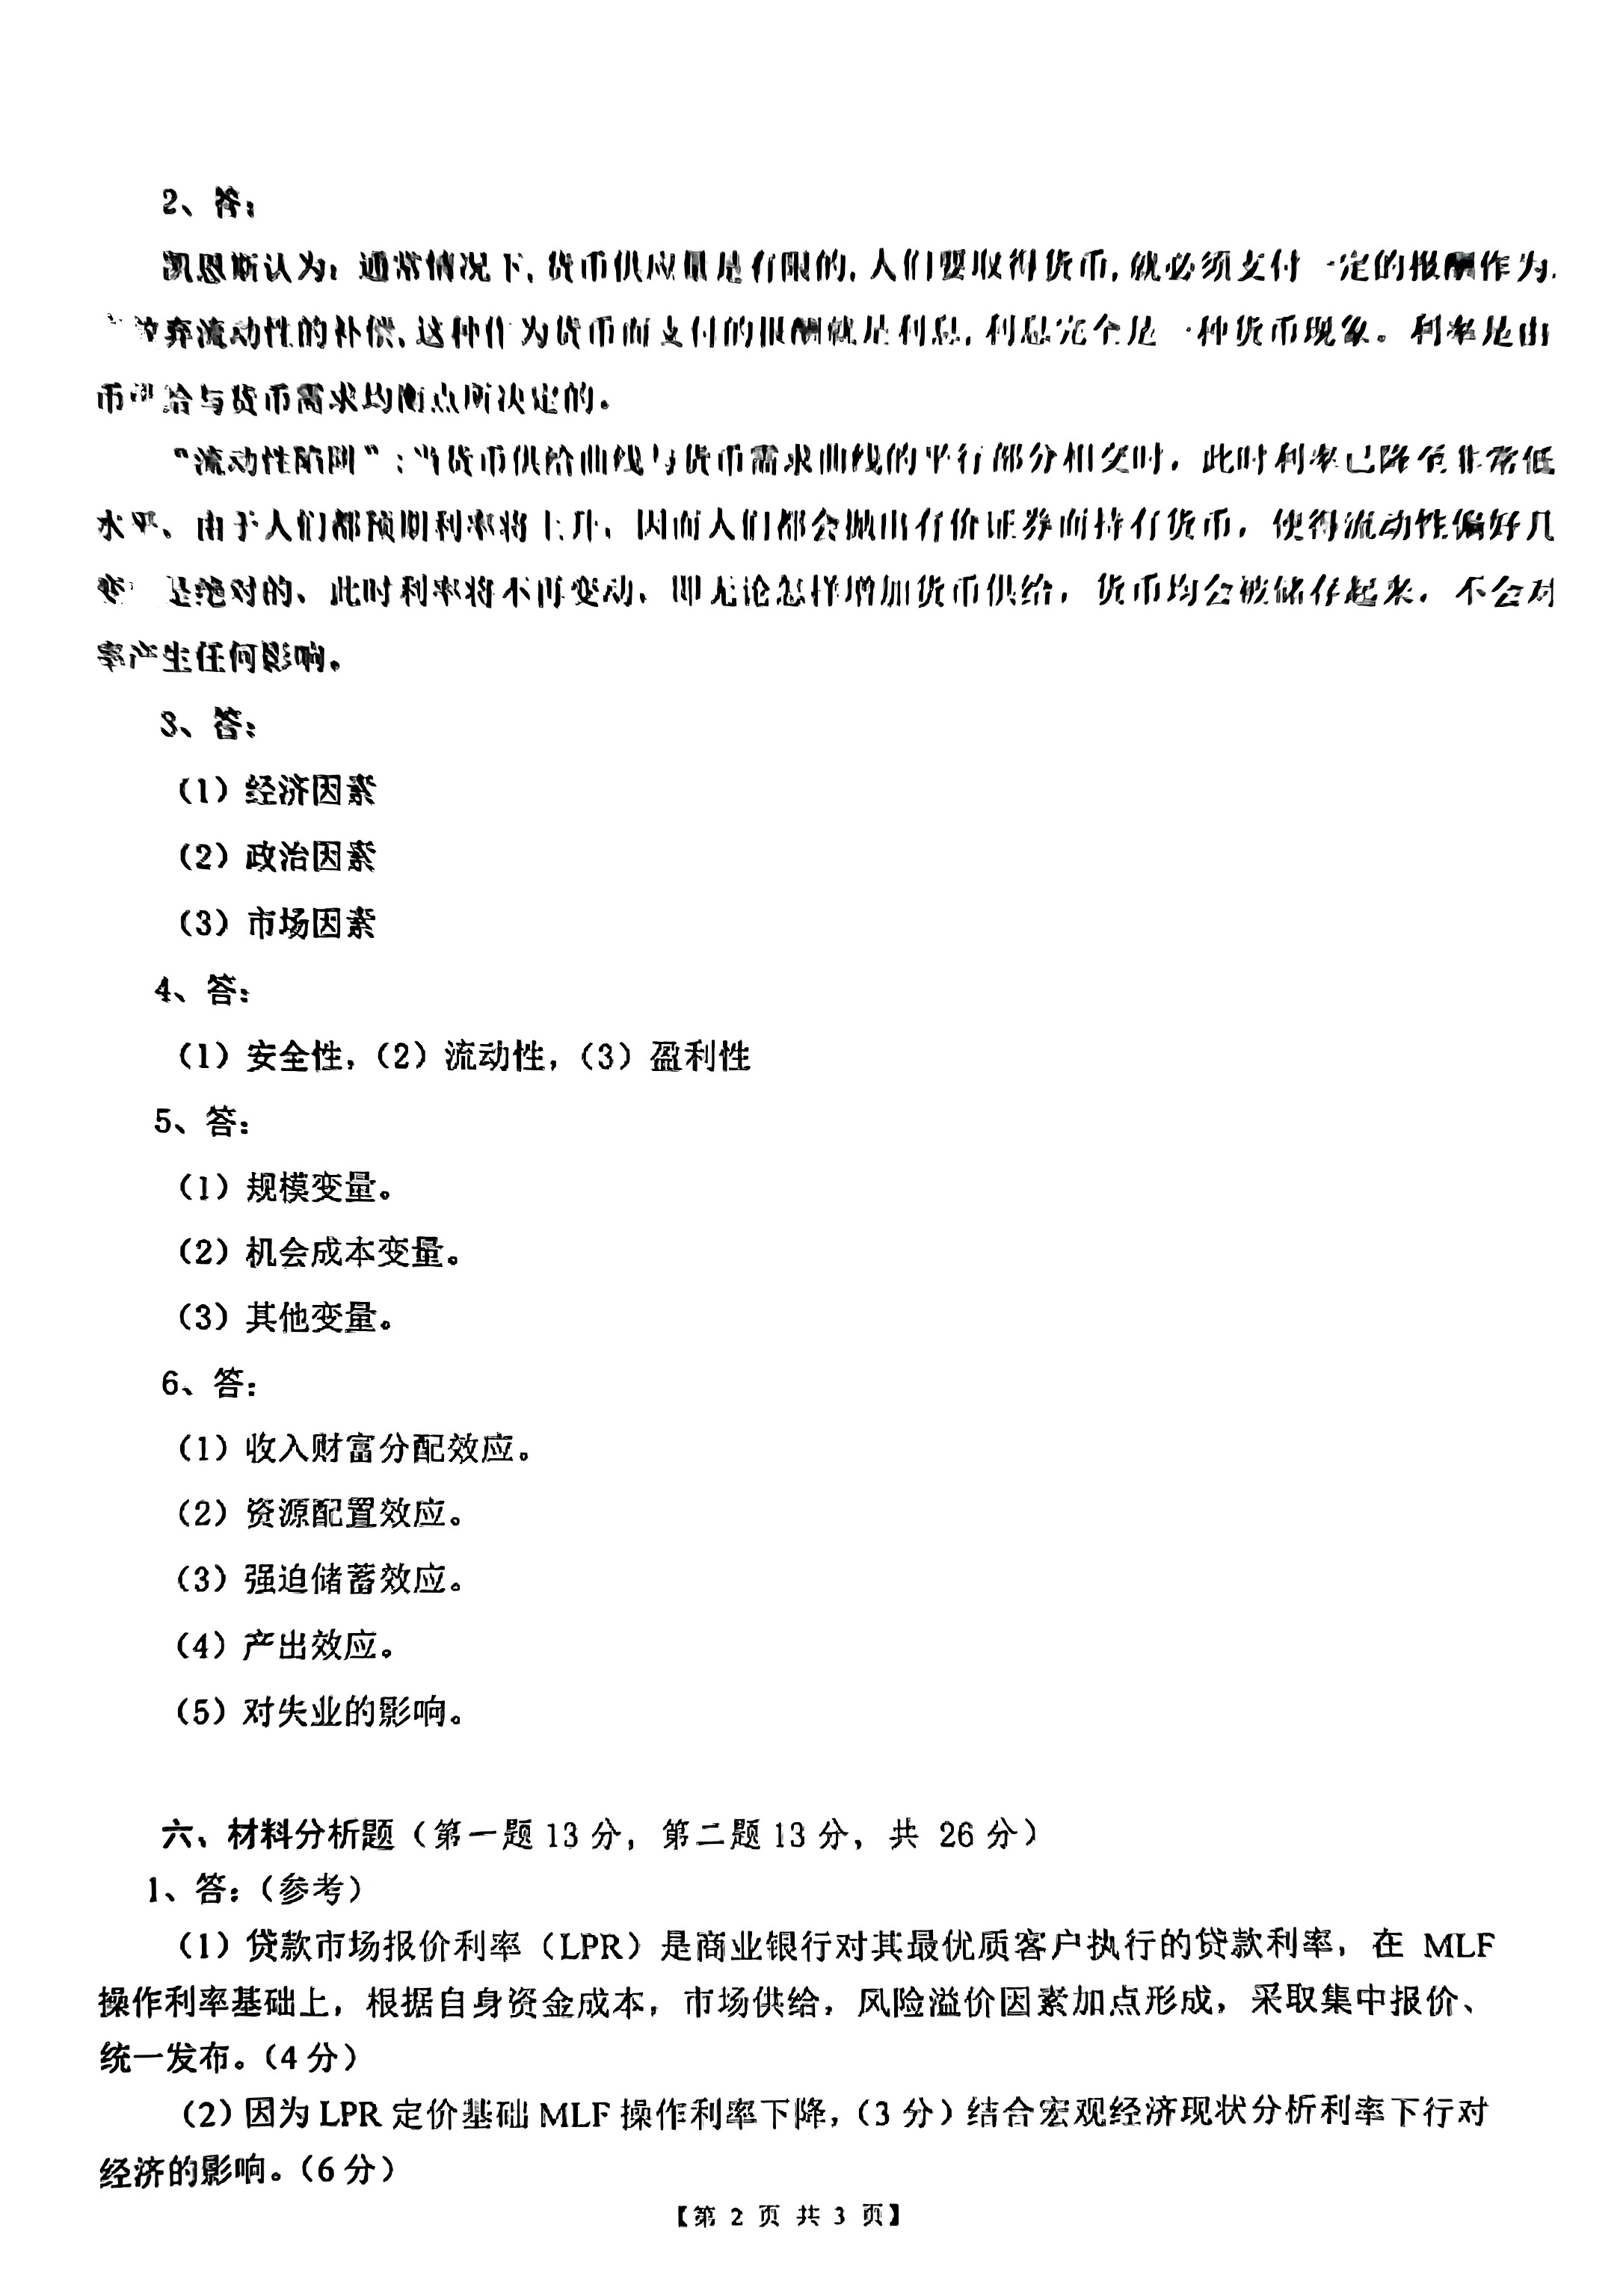 2、答:
凯恩斯认为：通常情况下,货币供应量是有限的,人们要取得货币,就必须支付一定的报酬作为
弃流动性的补偿,这种作为货币而支付的报酬就是利息,利息完全是一种货币现象。利率是由
币供给与货币需求均衡点所决定的。
“流动性陷阱”：当货币供给曲线与货币需求曲线的平行部分相交时，此时利率已降至非常低
水平、由于人们都预期利率将上升，因而人们都会抛出有价证券而持有货币，使得流动性偏好几
变 是绝对的、此时利率将不再变动，即无论怎样增加货币供给，货币均会被储存起来，不会对
率产生任何影响。
3、答:
（1）经济因素
（2）政治因素
（3）市场因素
4、答:
（1）安全性,（2）流动性,（3）盈利性
5、答:
（1）规模变量。
（2）机会成本变量。
（3）其他变量。
6、答:
（1）收入财富分配效应。
（2）资源配置效应。
（3）强迫储蓄效应。
（4）产出效应。
（5）对失业的影响。
六、材料分析题（第一题13分，第二题13分，共 26分）
1、答:（参考）
（1）贷款市场报价利率（LPR）是商业银行对其最优质客户执行的贷款利率，在 MLF
操作利率基础上，根据自身资金成本，市场供给，风险溢价因素加点形成，采取集中报价、
统一发布。（4分）
（2）因为LPR定价基础MLF操作利率下降,（3分）结合宏观经济现状分析利率下行对
经济的影响。（6分）
【第 2 页 共 3 页】